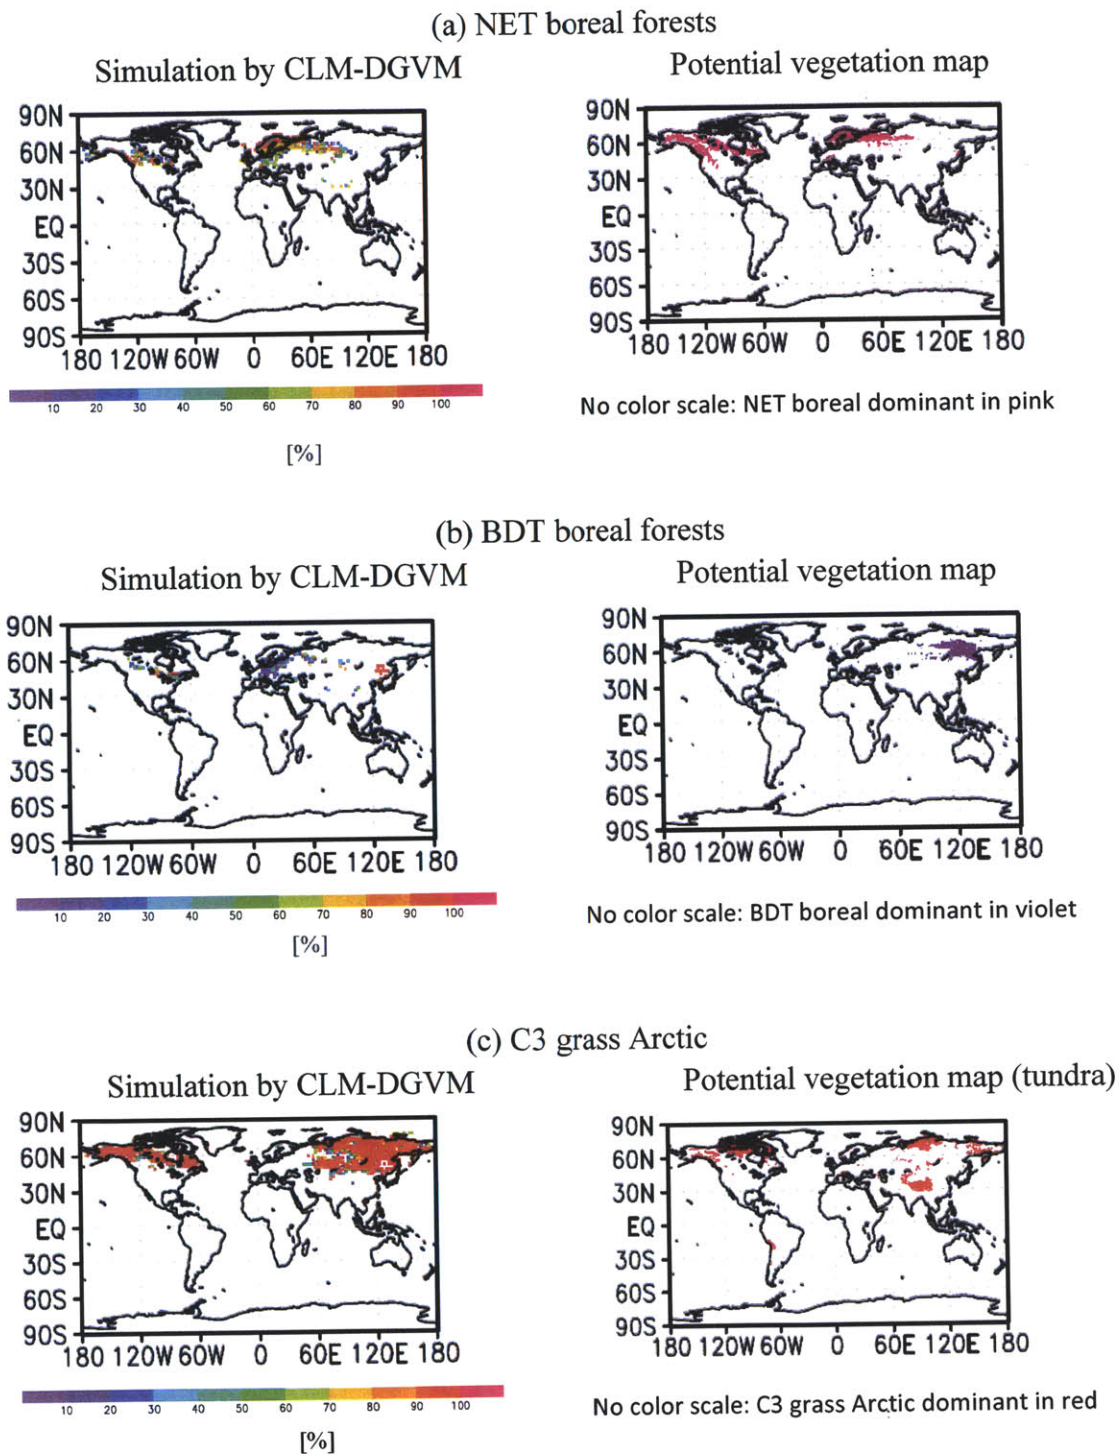 (a) NET boreal forests
Simulation by CLM-DGVM
Potential vegetation map
90N
60N
30N
EQ
30S
60S
90S
180 120W 60W 0 60E 120E 180
90N
60N
30N
EQ
30S
60S
90S
180 120W 60W 0 60E 120E 180
10 20 30 40 50 60 70 80 90 100
[%]
No color scale: NET boreal dominant in pink
(b) BDT boreal forests
Simulation by CLM-DGVM
Potential vegetation map
90N
60N
30N
EQ
30S
60S
90S
180 120W 60W 0 60E 120E 180
90N
60N
30N
EQ
30S
60S
90S
180 120W 60W 0 60E 120E 180
10 20 30 40 50 60 70 80 90 100
[%]
No color scale: BDT boreal dominant in violet
(c) C3 grass Arctic
Simulation by CLM-DGVM
Potential vegetation map (tundra)
90N
60N
30N
EQ
30S
60S
90S
180 120W 60W 0 60E 120E 180
90N
60N
30N
EQ
30S
60S
90S
180 120W 60W 0 60E 120E 180
10 20 30 40 50 60 70 80 90 100
[%]
No color scale: C3 grass Arctic dominant in red